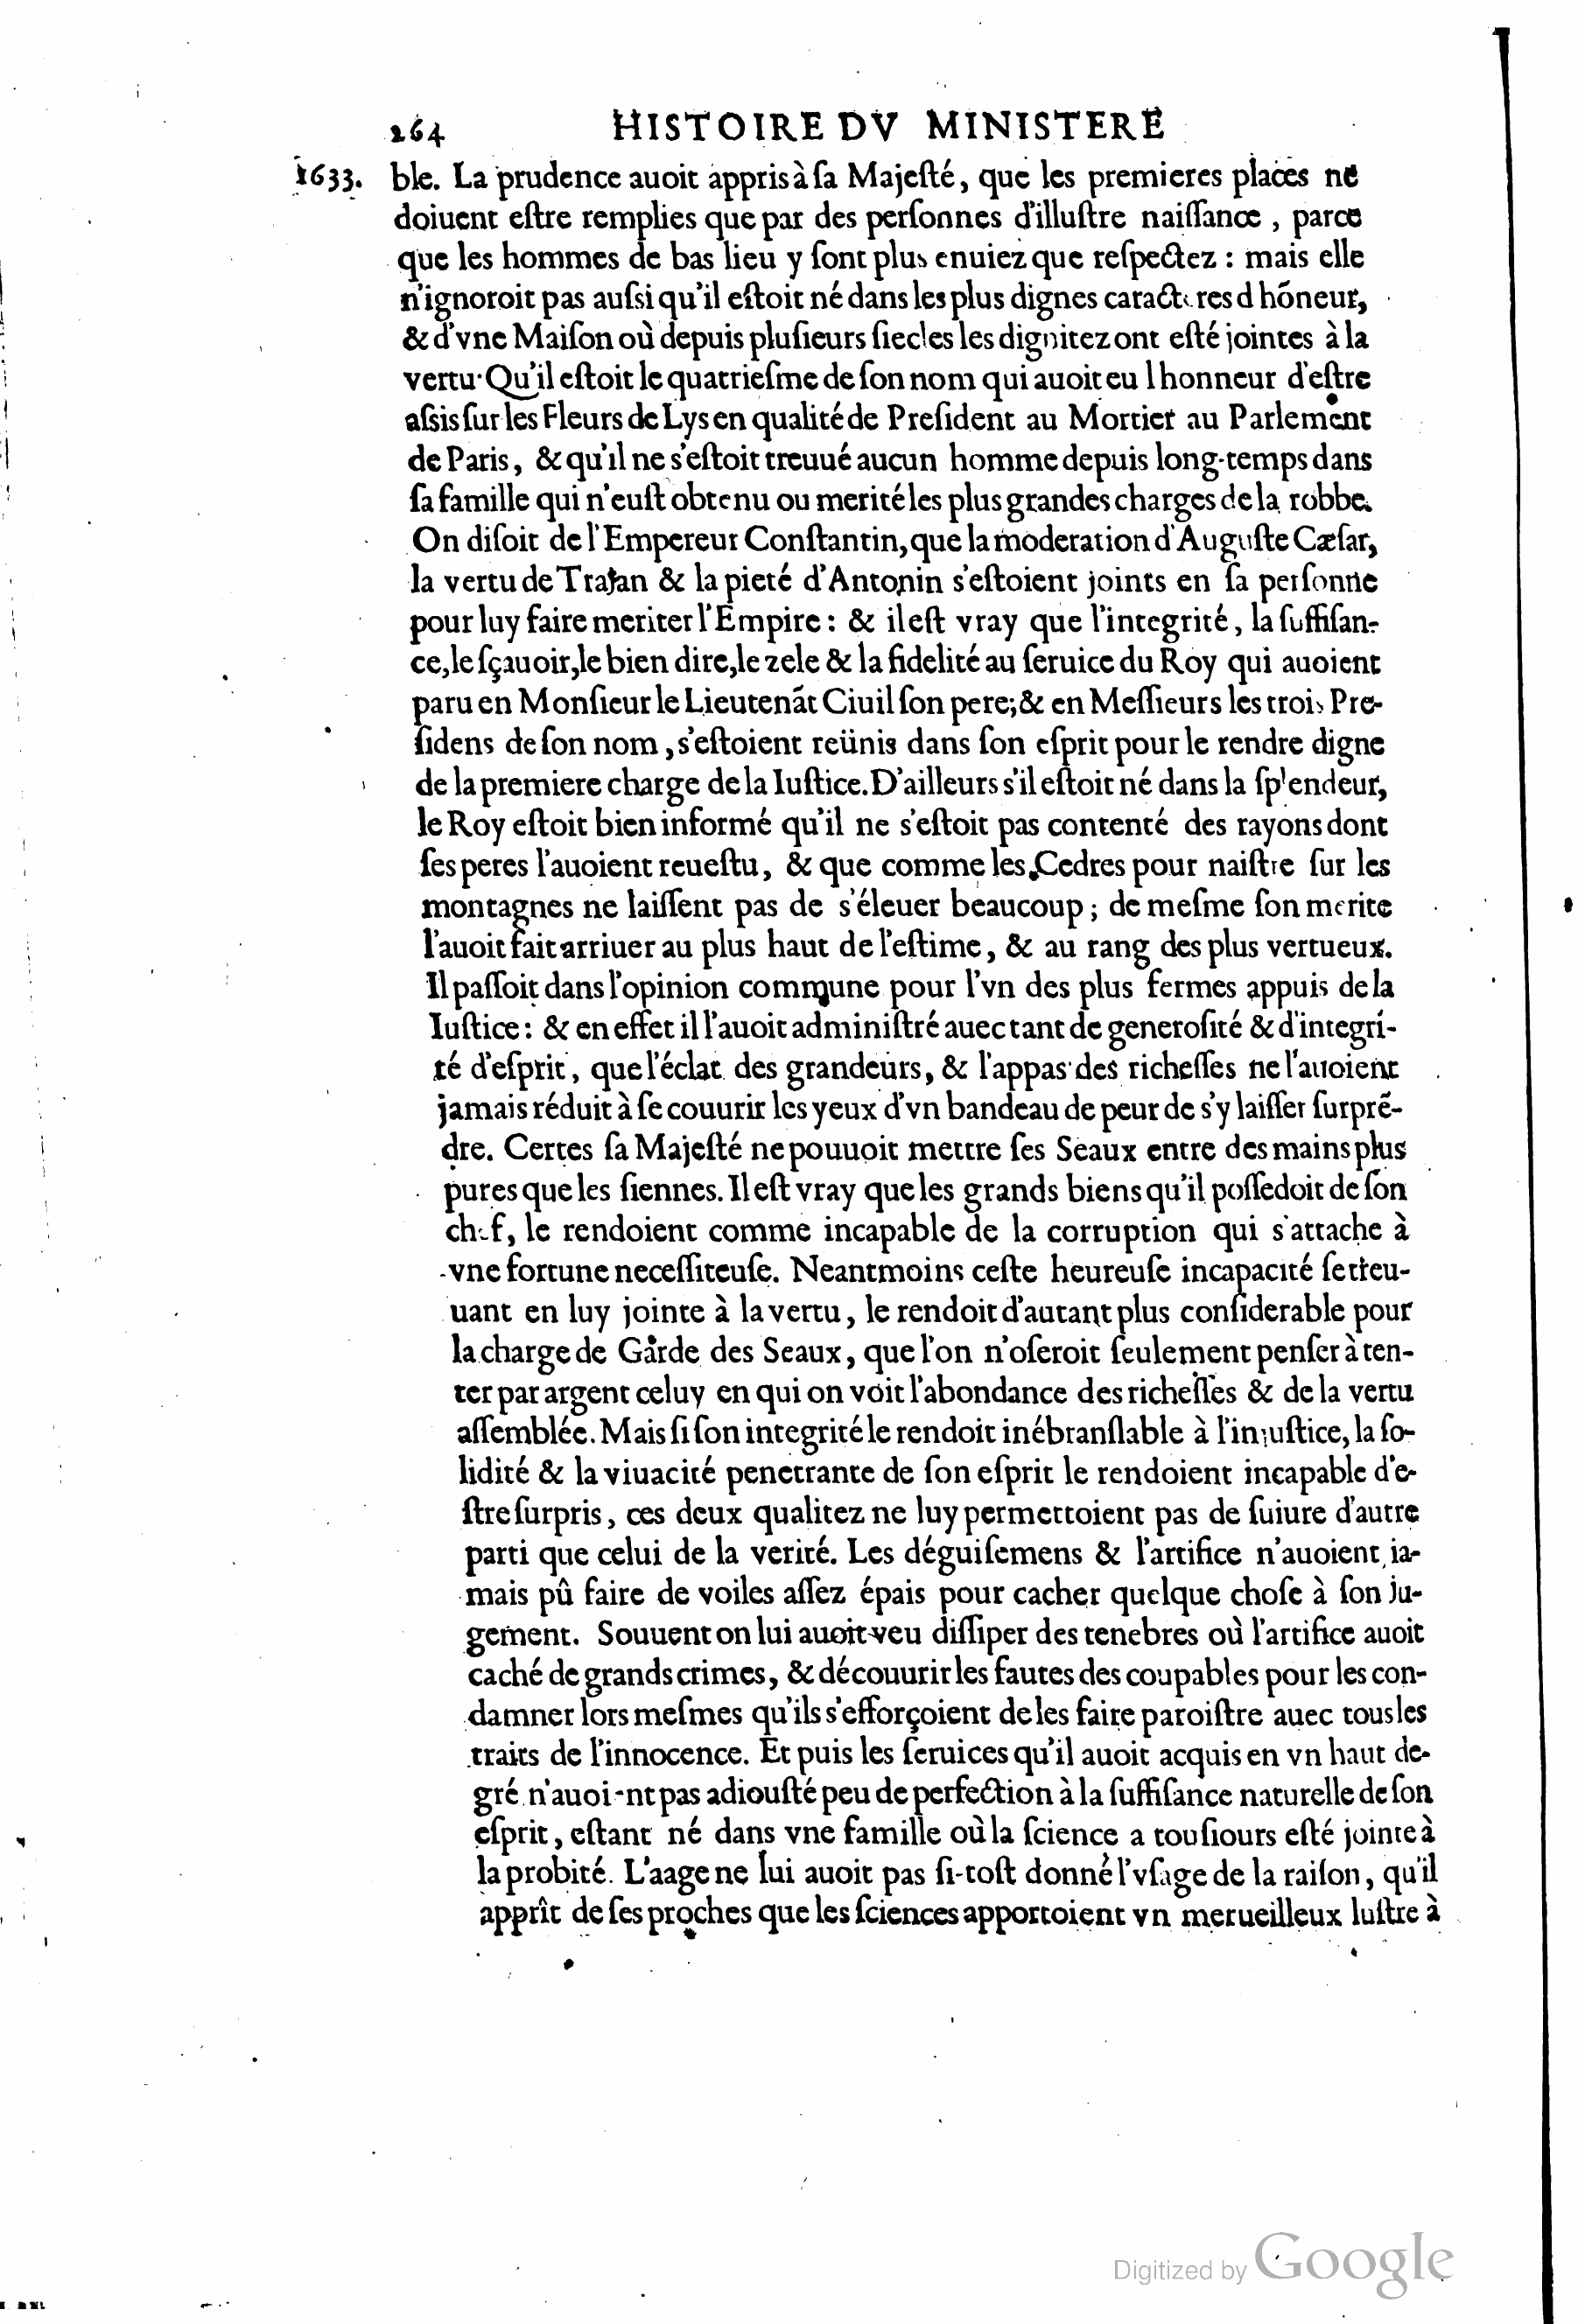 264 HISTOIRE DV MINISTERE
1633. ble. La prudence auoit appris à ſa Majeſté, que les premieres places ne
doiuent eſtre remplies que par des perſonnes d'illuſtre naiſſance, parce
que les hommes de bas lieu y ſont plus enuiez que reſpectez : mais elle
n'ignoroit pas auſsi qu'il eſtoit né dans les plus dignes caracteres d hõneur,
& d'vne Maiſon où depuis pluſieurs ſiecles les dignitez ont eſté jointes à la
vertu. Qu'il eſtoit le quatrieſme de ſon nom qui auoit eu l honneur d'eſtre
aſsis ſur les Fleurs de Lys en qualité de Preſident au Mortier au Parlement
de Paris, & qu'il ne s'eſtoit treuué aucun homme depuis long-temps dans
ſa famille qui n'euſt obtenu ou merité les plus grandes charges de la robbe.
On diſoit de l'Empereur Conſtantin, que la moderation d'Auguſte Cæſar,
la vertu de Trajan & la pieté d'Antonin s'eſtoient joints en ſa perſonne
pour luy faire meriter l'Empire : & il eſt vray que l'integrité, la ſuffiſan-
ce, le ſçauoir, le bien dire, le zele & la fidelité au ſeruice du Roy qui auoient
paru en Monſieur le Lieutenãt Ciuil ſon pere; & en Meſſieurs les trois Pre-
ſidens de ſon nom, s'eſtoient reünis dans ſon eſprit pour le rendre digne
de la premiere charge de la Iuſtice. D'ailleurs s'il eſtoit né dans la ſplendeur,
le Roy eſtoit bien informé qu'il ne s'eſtoit pas contenté des rayons dont
ſes peres l'auoient reueſtu, & que comme les Cedres pour naiſtre ſur les
montagnes ne laiſſent pas de s'éleuer beaucoup ; de meſme ſon merite
l'auoit fait arriuer au plus haut de l'eſtime, & au rang des plus vertueux.
Il paſſoit dans l'opinion commune pour l'vn des plus fermes appuis de la
Iuſtice : & en effet il l'auoit adminiſtré auec tant de generoſité & d'integri-
té d'eſprit, que l'éclat des grandeurs, & l'appas des richeſſes ne l'auoient
jamais réduit à ſe couurir les yeux d'vn bandeau de peur de s'y laiſſer ſurprẽ-
dre. Certes ſa Majeſté ne pouuoit mettre ſes Seaux entre des mains plus
pures que les ſiennes. Il eſt vray que les grands biens qu'il poſſedoit de ſon
chef, le rendoient comme incapable de la corruption qui s'attache à
vne fortune neceſſiteuſe. Neantmoins ceſte heureuſe incapacité ſe treu-
uant en luy jointe à la vertu, le rendoit d'autant plus conſiderable pour
la charge de Garde des Seaux, que l'on n'oſeroit ſeulement penſer à ten-
ter par argent celuy en qui on voit l'abondance des richeſſes & de la vertu
aſſemblée. Mais ſi ſon integrité le rendoit inébranſlable à l'injuſtice, la ſo-
lidité & la viuacité penetrante de ſon eſprit le rendoient incapable d'e-
ſtre ſurpris, ces deux qualitez ne luy permettoient pas de ſuiure d'autre
parti que celui de la verité. Les déguiſemens & l'artifice n'auoient ia-
mais pû faire de voiles aſſez épais pour cacher quelque choſe à ſon ju-
gement. Souuent on lui auoit veu diſſiper des tenebres où l'artifice auoit
caché de grands crimes, & découurir les fautes des coupables pour les con-
damner lors meſmes qu'ils s'efforçoient de les faire paroiſtre auec tous les
traits de l'innocence. Et puis les ſeruices qu'il auoit acquis en vn haut de-
gré n'auoient pas adiouſté peu de perfection à la ſuffiſance naturelle de ſon
eſprit, eſtant né dans vne famille où la ſcience a touſiours eſté jointe à
la probité. L'aage ne lui auoit pas ſi-toſt donné l'vſage de la raiſon, qu'il
apprît de ſes proches que les ſciences apportoient vn merueilleux luſtre à
Digitized by Google